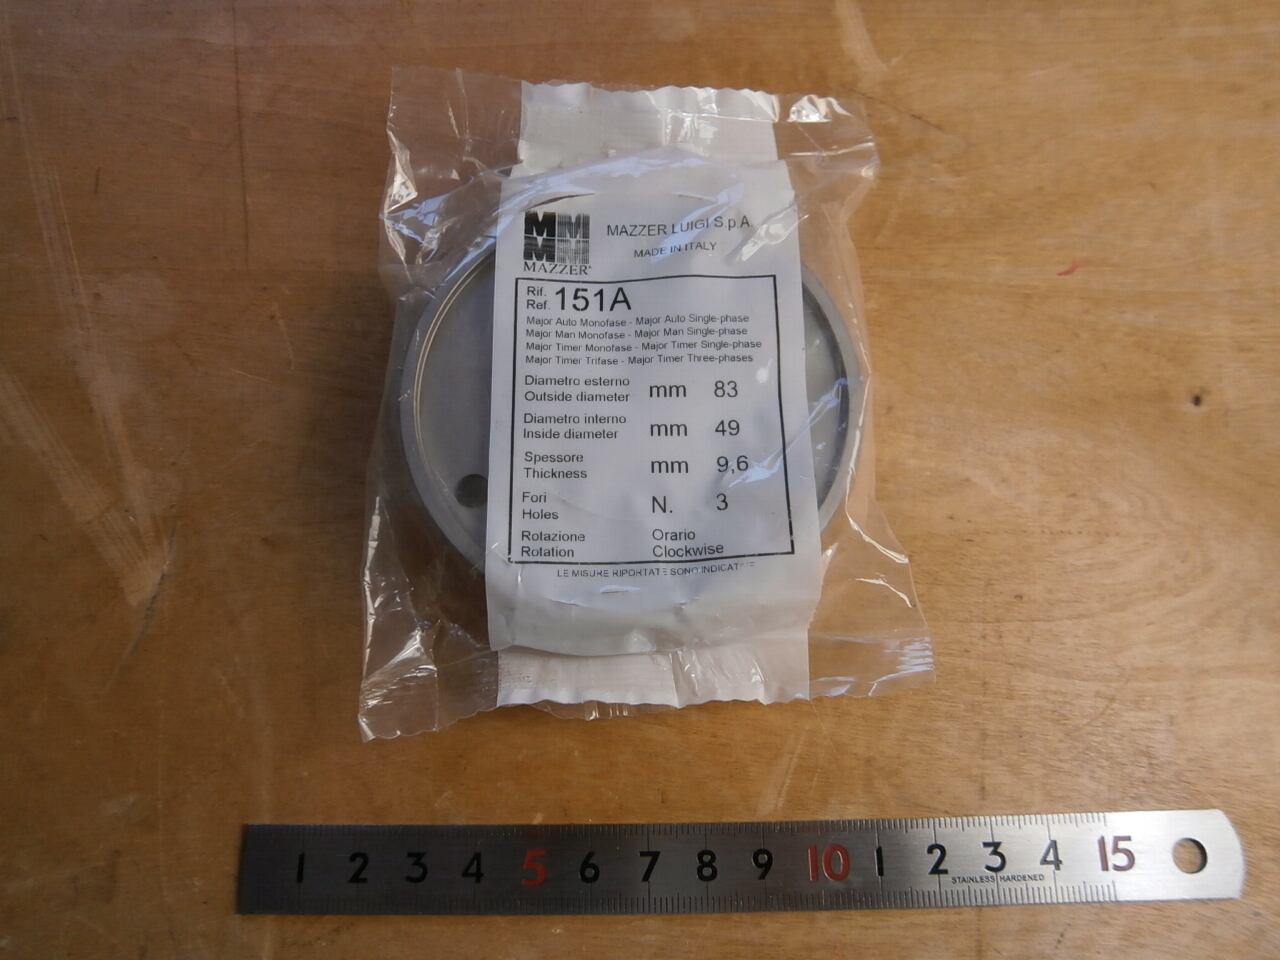 MAZZER LUIGI S.p.A.
MADE IN ITALY
MAZZER
Rif.
Ref. 151A
Major Auto Monofase - Major Auto Single-phase
Major Man Monofase - Major Man Single-phase
Major Timer Monofase - Major Timer Single-phase
Major Timer Trifase - Major Timer Three-phases
Diametro esterno
Outside diameter mm 83
Diametro interno
Inside diameter mm 49
Spessore
Thickness mm 9,6
Fori
Holes N. 3
Rotazione Orario
Rotation Clockwise
LE MISURE RIPORTATE SONO
1 2 3 4 5 6 7 8 9 10 1 2 3 4 15
STAINLESS HARDENED